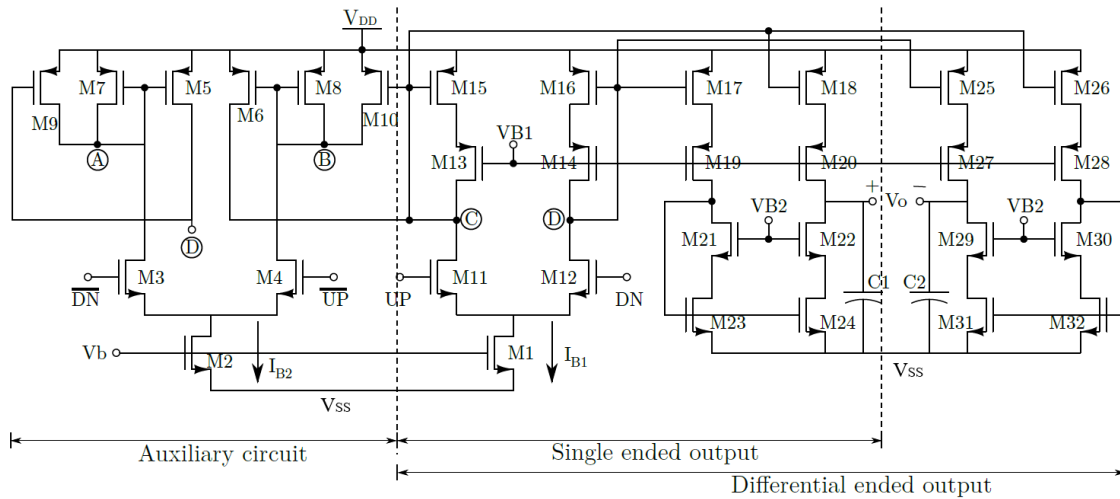 VDD
M9
M7
M5
M6
M8
M10
M15
M16
M17
M18
M25
M26
A
B
M13
VB1
M14
M19
M20
M27
M28
D
C
D
+
Vo
−
M3
M4
M11
M12
M21
VB2
M22
M29
VB2
M30
DN
UP
UP
DN
C1
C2
M23
M24
M31
M32
Vb
M2
IB2
M1
IB1
VSS
VSS
Auxiliary circuit
Single ended output
Differential ended output